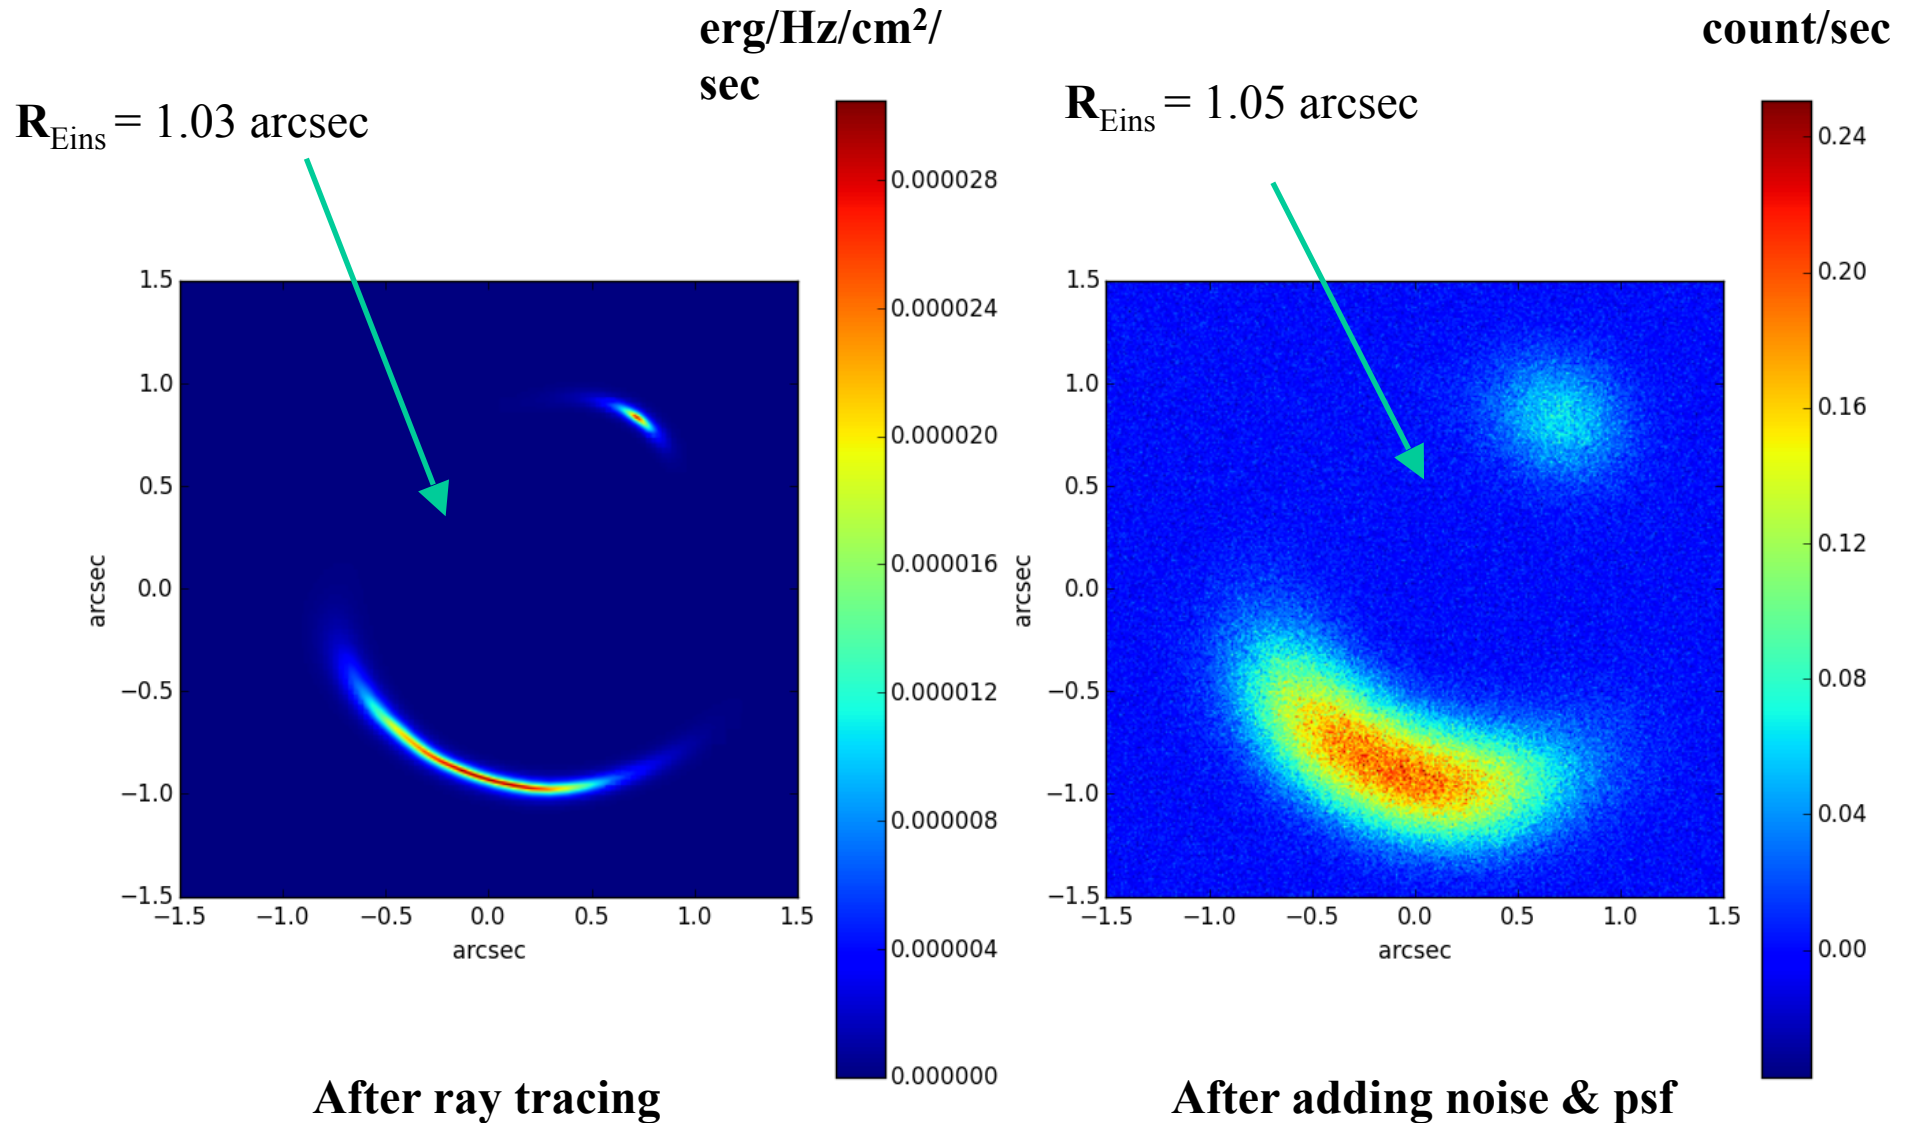 erg/Hz/cm²/
sec
R_Eins = 1.03 arcsec
0.000028
0.000024
0.000020
0.000016
0.000012
0.000008
0.000004
0.000000
1.5
1.0
0.5
0.0
−0.5
−1.0
−1.5
arcsec
−1.5 −1.0 −0.5 0.0 0.5 1.0 1.5
arcsec
After ray tracing
count/sec
R_Eins = 1.05 arcsec
0.24
0.20
0.16
0.12
0.08
0.04
0.00
1.5
1.0
0.5
0.0
−0.5
−1.0
−1.5
arcsec
−1.5 −1.0 −0.5 0.0 0.5 1.0 1.5
arcsec
After adding noise & psf